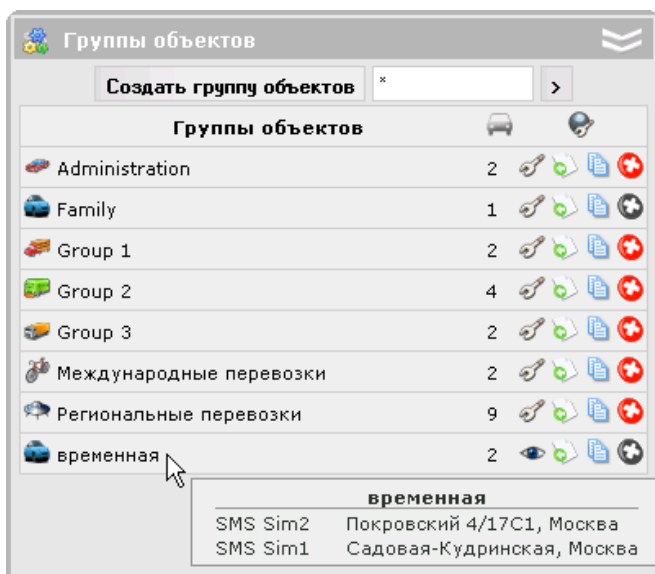 Группы объектов
Создать группу объектов * >
Группы объектов
Administration 2
Family 1
Group 1 2
Group 2 4
Group 3 2
Международные перевозки 2
Региональные перевозки 9
временная 2
временная
SMS Sim2 Покровский 4/17С1, Москва
SMS Sim1 Садовая-Кудринская, Москва